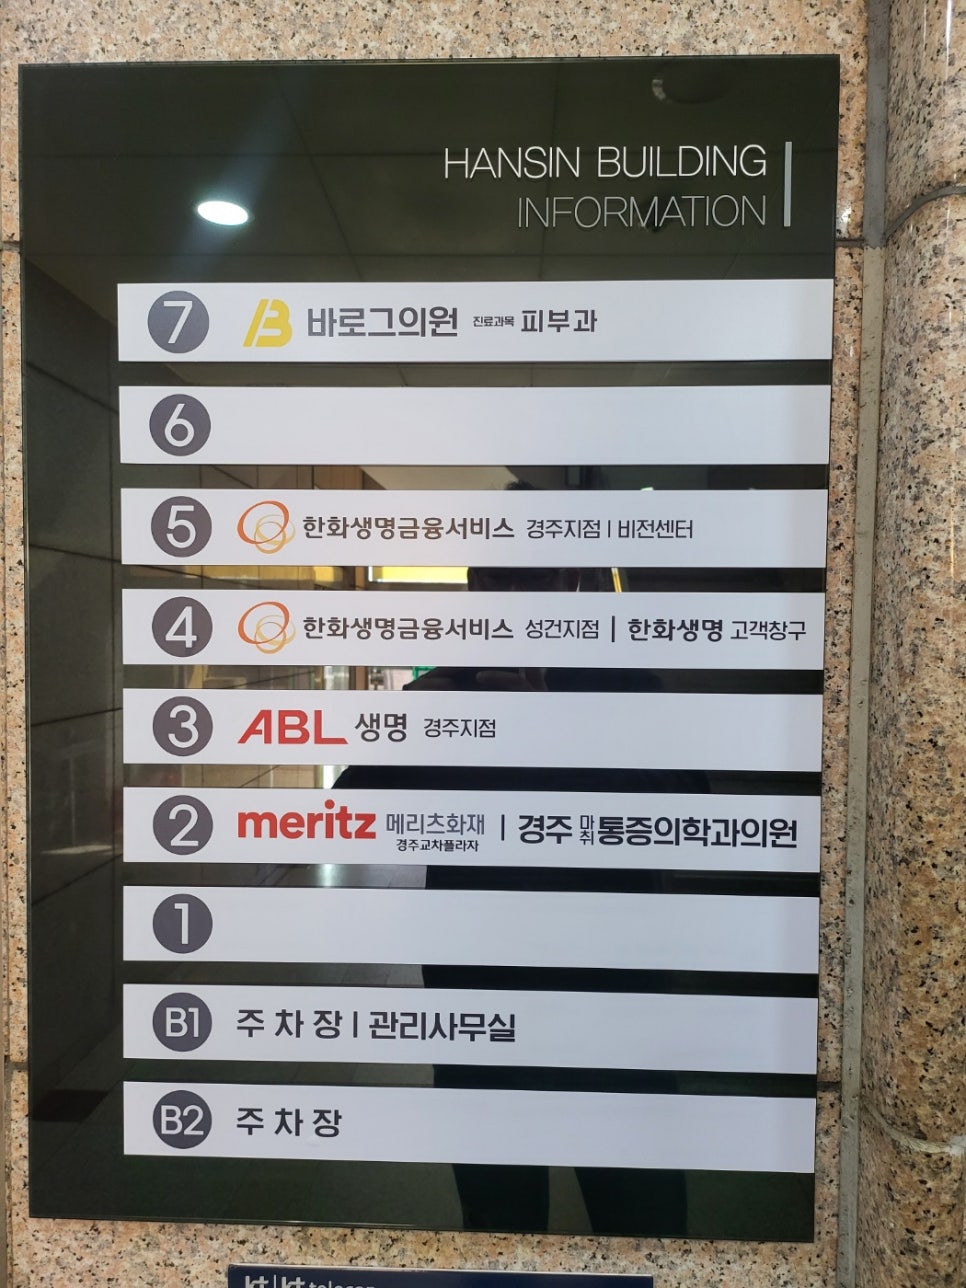 HANSIN BUILDING
INFORMATION
7 B 바로그의원 진료과목 피부과
6
5 한화생명금융서비스 경주지점 | 비전센터
4 한화생명금융서비스 성건지점 | 한화생명 고객창구
3 ABL 생명 경주지점
2 meritz 메리츠화재 경주교차플라자 | 경주 마취통증의학과의원
1
B1 주차장 | 관리사무실
B2 주차장
kt | kt telecop